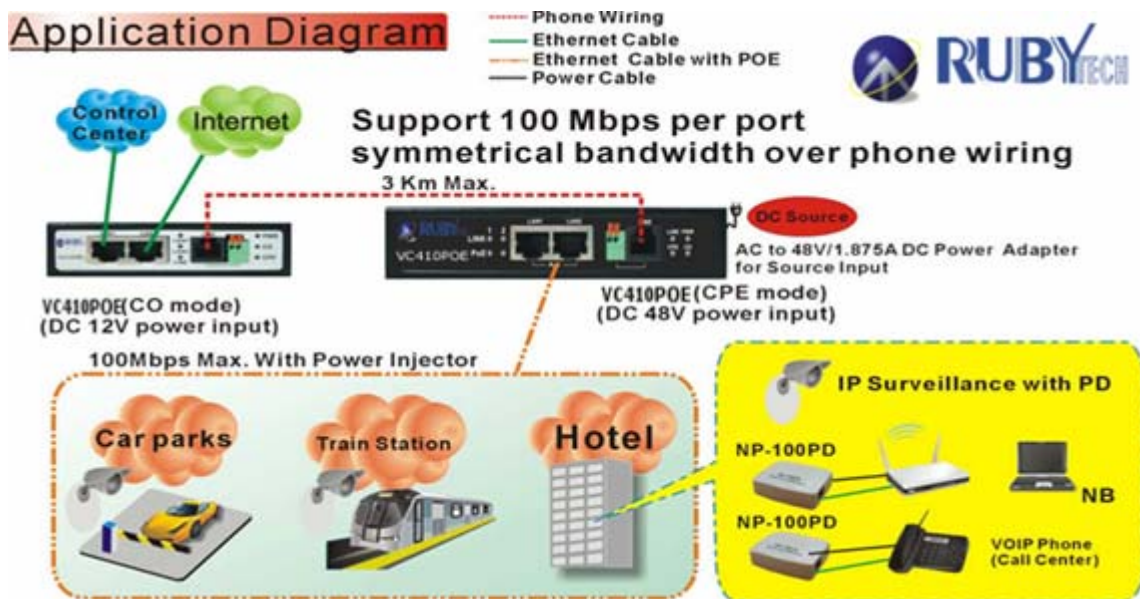 Application Diagram
Phone Wiring
Ethernet Cable
Ethernet Cable with POE
Power Cable
RUBYTECH
Control
Center
Internet
Support 100 Mbps per port
symmetrical bandwidth over phone wiring
3 Km Max.
RUBY
VC410POE
DC Source
AC to 48V/1.875A DC Power Adapter
for Source Input
VC410POE(CO mode)
(DC 12V power input)
VC410POE(CPE mode)
(DC 48V power input)
100Mbps Max. With Power Injector
Car parks
Train Station
Hotel
IP Surveillance with PD
NP-100PD
NB
NP-100PD
VOIP Phone
(Call Center)